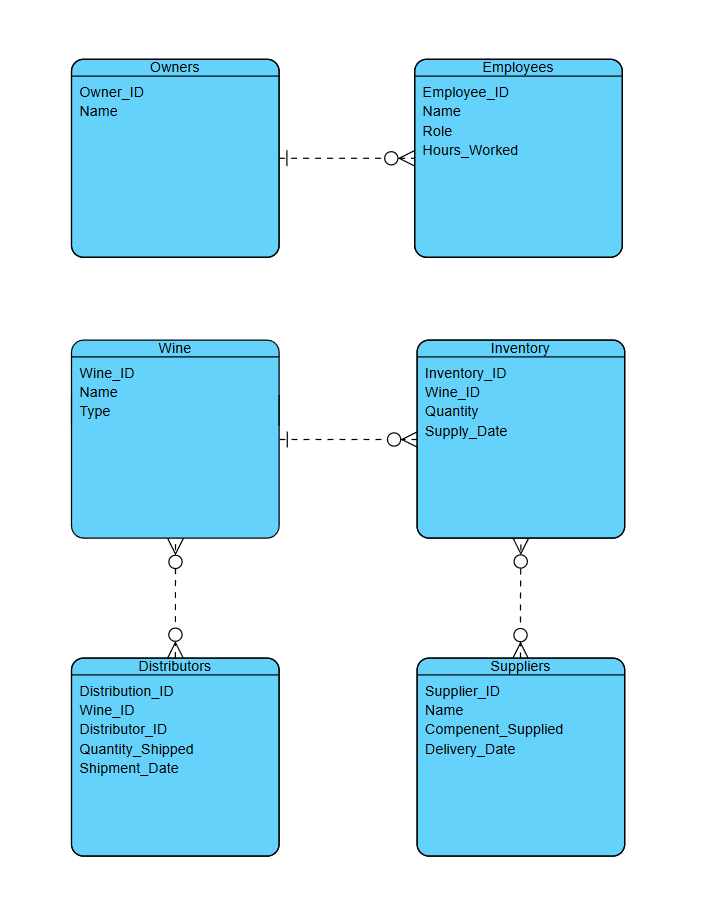 Owners
Owner_ID
Name
Employees
Employee_ID
Name
Role
Hours_Worked
Wine
Wine_ID
Name
Type
Inventory
Inventory_ID
Wine_ID
Quantity
Supply_Date
Distributors
Distribution_ID
Wine_ID
Distributor_ID
Quantity_Shipped
Shipment_Date
Suppliers
Supplier_ID
Name
Compenent_Supplied
Delivery_Date